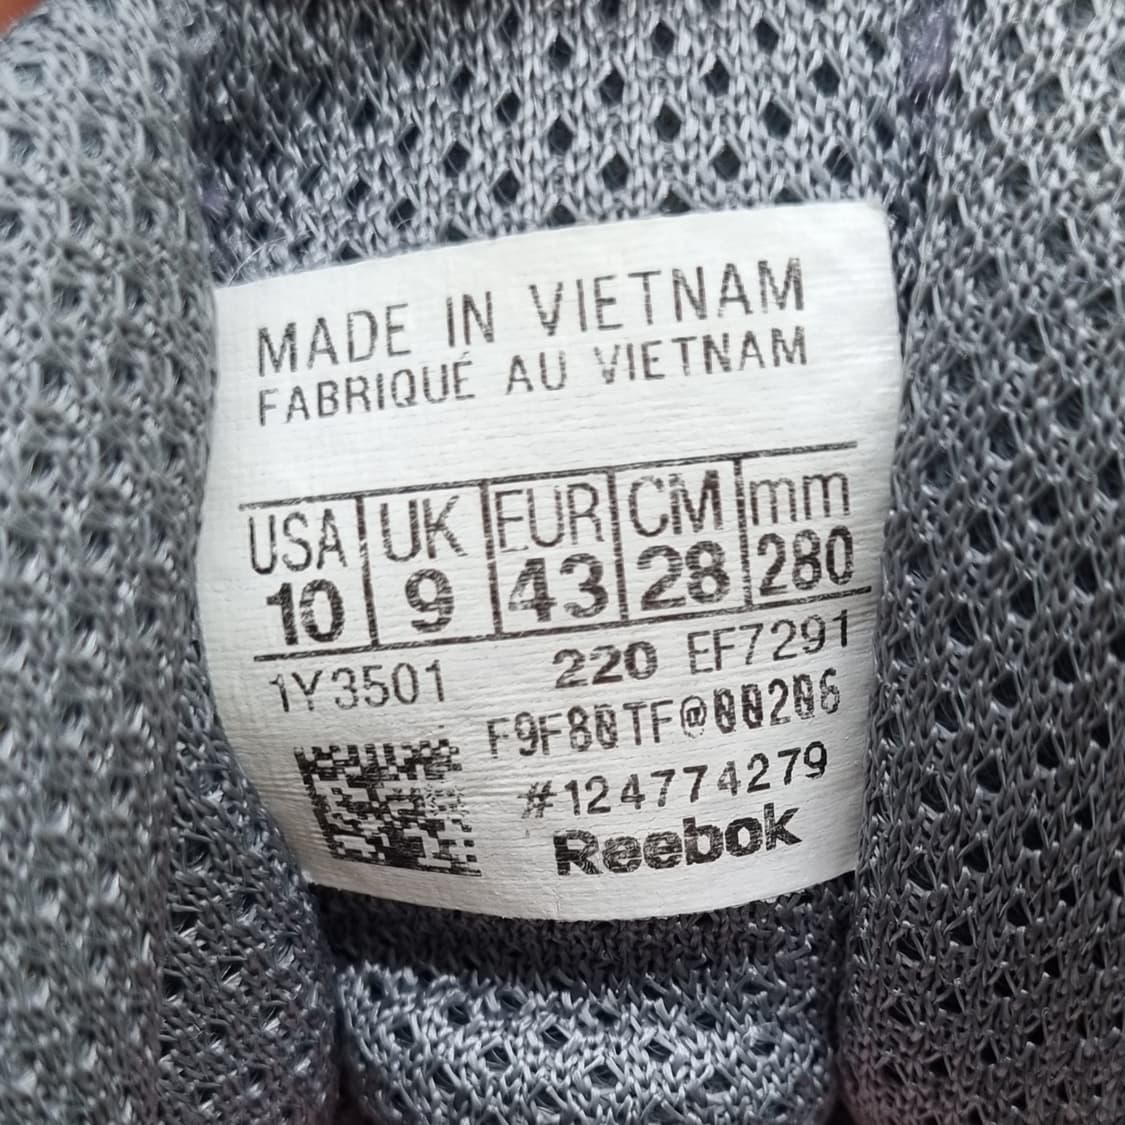 MADE IN VIETNAM
FABRIQUÉ AU VIETNAM
USA UK EUR CM mm
10 9 43 28 280
1Y3501 220 EF7291
F9F80TF@00206
#124774279
Reebok